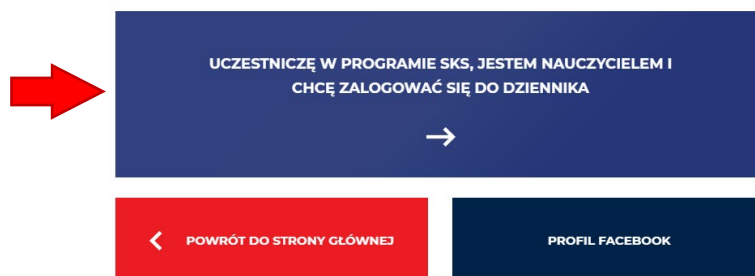 UCZESTNICZĘ W PROGRAMIE SKS, JESTEM NAUCZYCIELEM I
CHCĘ ZALOGOWAĆ SIĘ DO DZIENNIKA
POWRÓT DO STRONY GŁÓWNEJ
PROFIL FACEBOOK